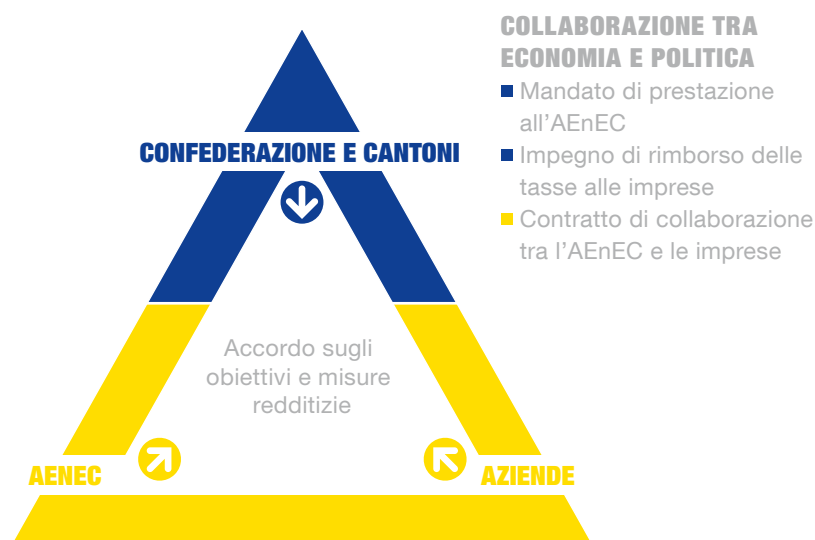 COLLABORAZIONE TRA
ECONOMIA E POLITICA
Mandato di prestazione
all'AEnEC
Impegno di rimborso delle
tasse alle imprese
Contratto di collaborazione
tra l'AEnEC e le imprese
CONFEDERAZIONE E CANTONI
Accordo sugli
obiettivi e misure
redditizie
AENEC
AZIENDE